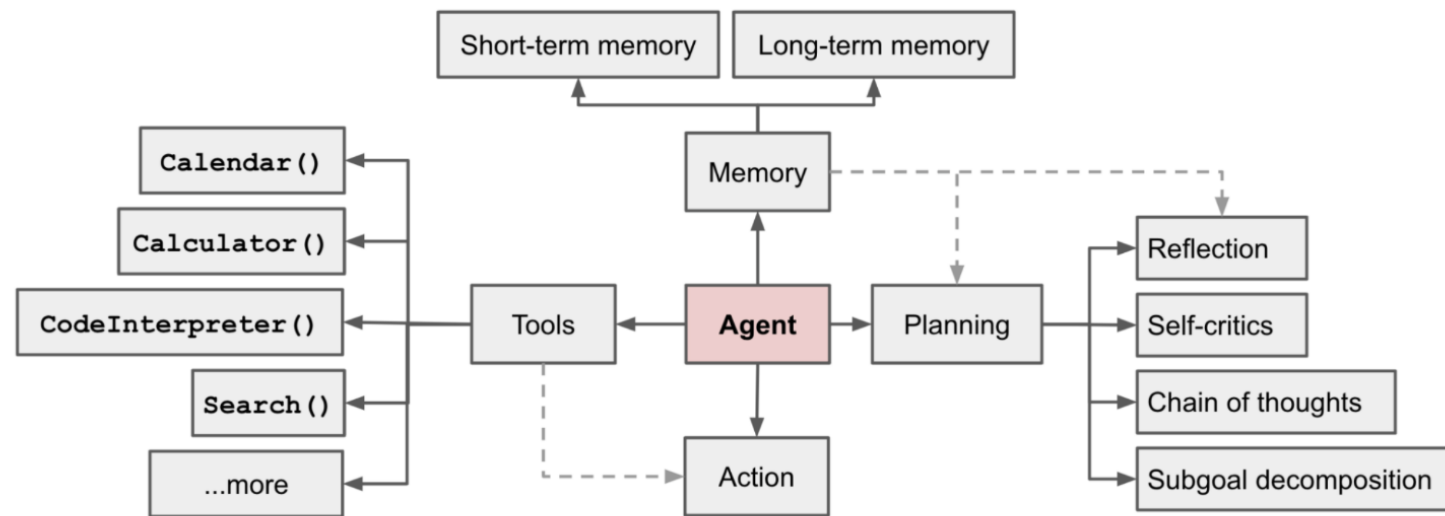 Short-term memory
Long-term memory
Calendar()
Memory
Calculator()
Reflection
CodeInterpreter()
Tools
Agent
Planning
Self-critics
Search()
Chain of thoughts
...more
Action
Subgoal decomposition